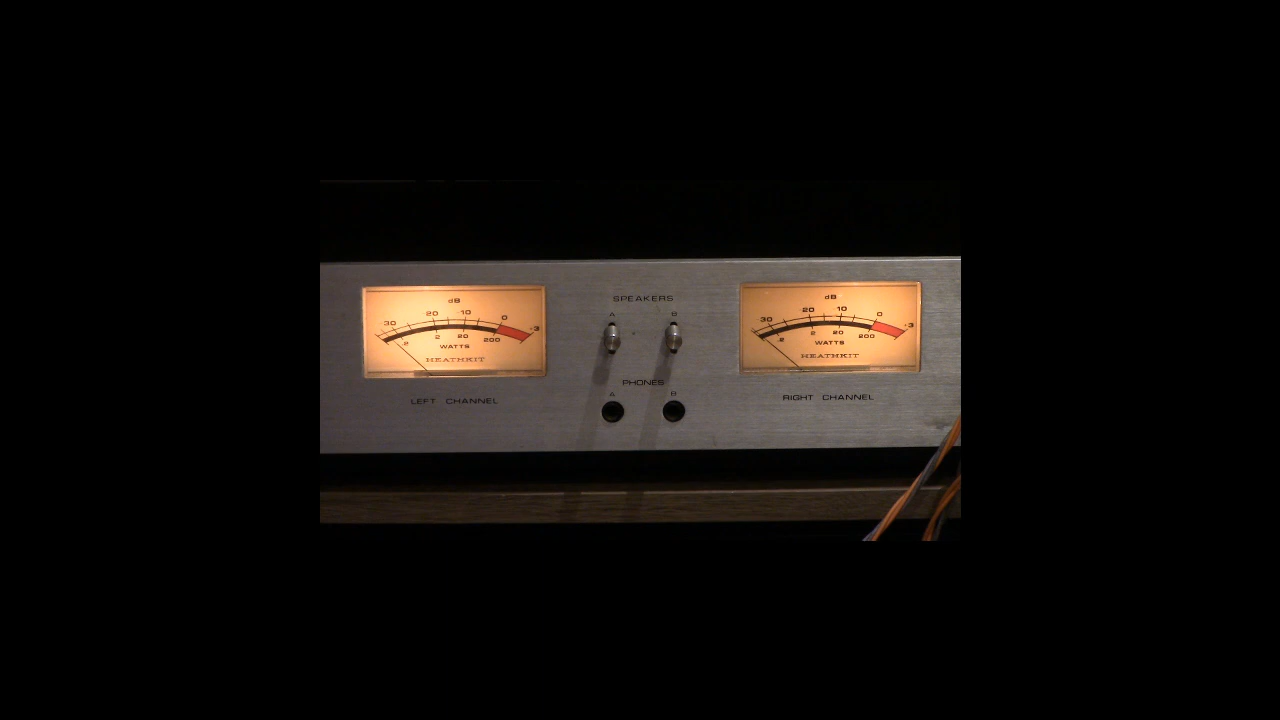 dB
30 20 10 0 +3
.2 2 20 200
WATTS
HEATHKIT
LEFT CHANNEL
SPEAKERS
A B
PHONES
A B
dB
30 20 10 0 +3
.2 2 20 200
WATTS
HEATHKIT
RIGHT CHANNEL